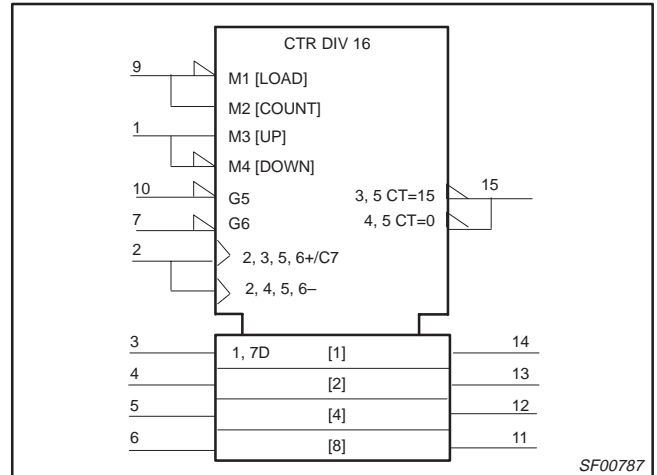 CTR DIV 16
9
M1 [LOAD]
M2 [COUNT]
1
M3 [UP]
M4 [DOWN]
10
G5
3, 5 CT=15
15
7
G6
4, 5 CT=0
2
2, 3, 5, 6+/C7
2, 4, 5, 6–
3
1, 7D
[1]
14
4
[2]
13
5
[4]
12
6
[8]
11
SF00787